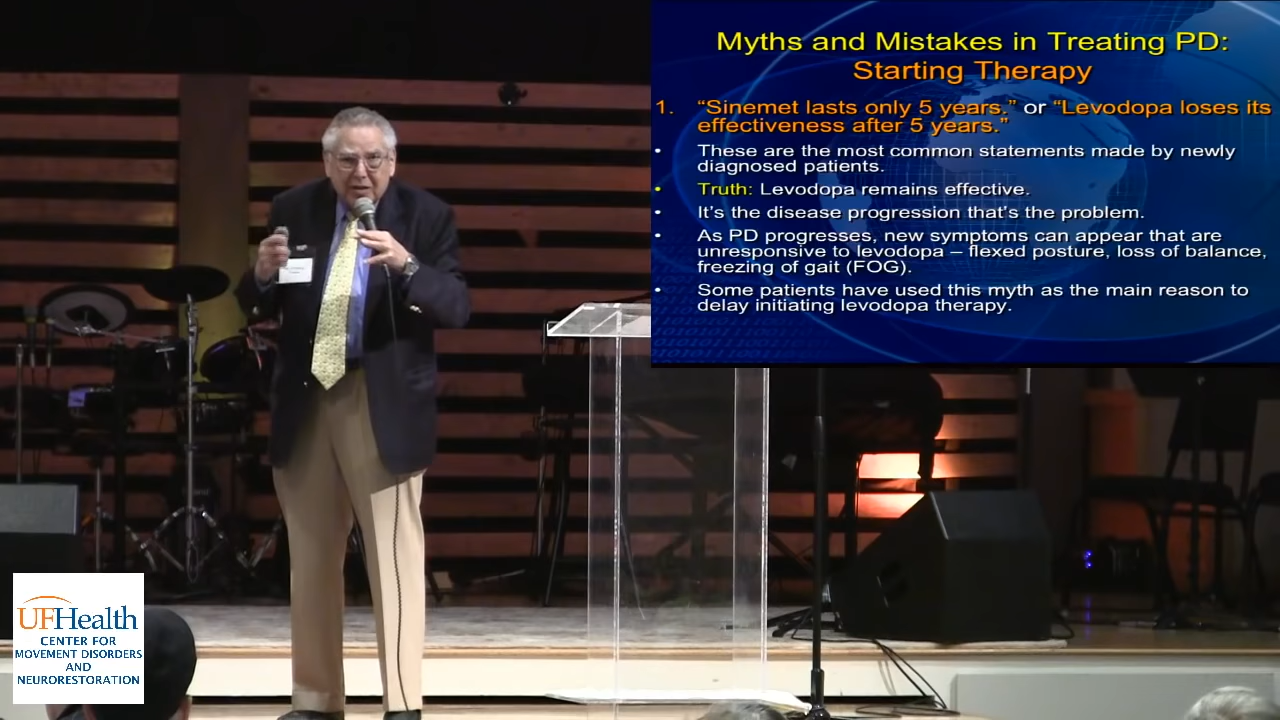 Myths and Mistakes in Treating PD:
Starting Therapy
1. “Sinemet lasts only 5 years.” or “Levodopa loses its
effectiveness after 5 years.”
• These are the most common statements made by newly
diagnosed patients.
• Truth: Levodopa remains effective.
• It’s the disease progression that’s the problem.
• As PD progresses, new symptoms can appear that are
unresponsive to levodopa – flexed posture, loss of balance,
freezing of gait (FOG).
• Some patients have used this myth as the main reason to
delay initiating levodopa therapy.
UFHealth
CENTER FOR
MOVEMENT DISORDERS
AND
NEURORESTORATION